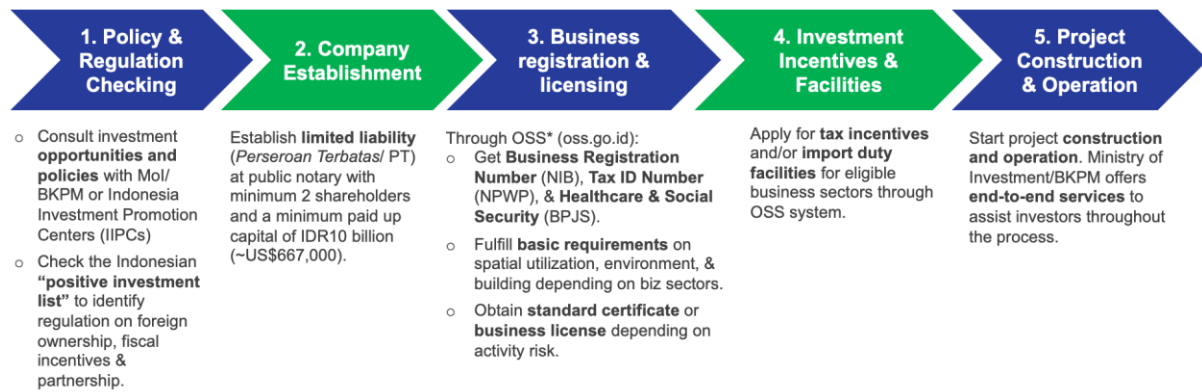 1. Policy &
Regulation
Checking
2. Company
Establishment
3. Business
registration &
licensing
4. Investment
Incentives &
Facilities
5. Project
Construction
& Operation
○ Consult investment
opportunities and
policies with MoI/
BKPM or Indonesia
Investment Promotion
Centers (IIPCs)
○ Check the Indonesian
“positive investment
list” to identify
regulation on foreign
ownership, fiscal
incentives &
partnership.
Establish limited liability
(Perseroan Terbatas/ PT)
at public notary with
minimum 2 shareholders
and a minimum paid up
capital of IDR10 billion
(~US$667,000).
Through OSS* (oss.go.id):
○ Get Business Registration
Number (NIB), Tax ID Number
(NPWP), & Healthcare & Social
Security (BPJS).
○ Fulfill basic requirements on
spatial utilization, environment, &
building depending on biz sectors.
○ Obtain standard certificate or
business license depending on
activity risk.
Apply for tax incentives
and/or import duty
facilities for eligible
business sectors through
OSS system.
Start project construction
and operation. Ministry of
Investment/BKPM offers
end-to-end services to
assist investors throughout
the process.